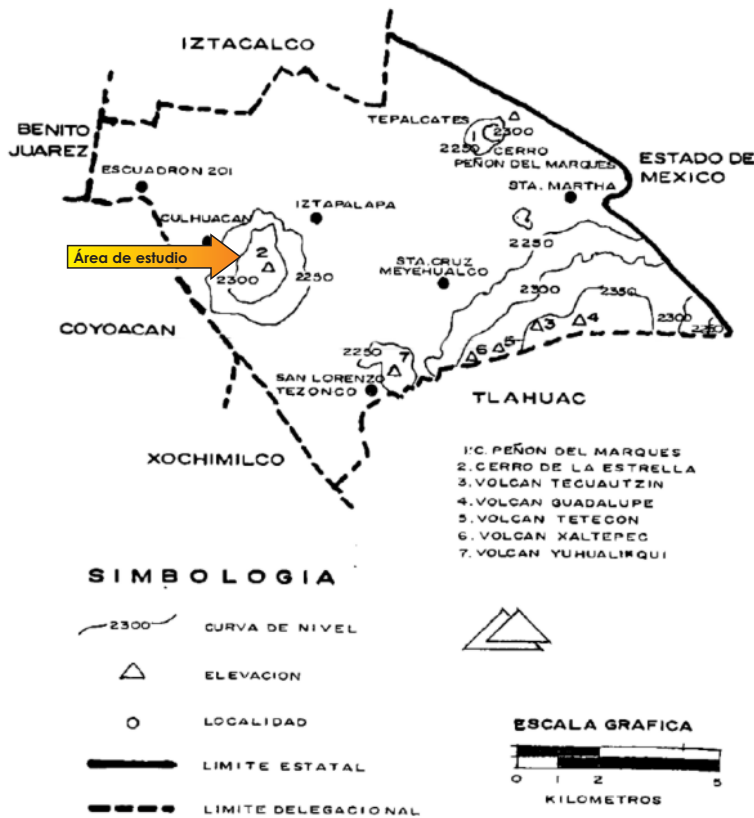 IZTACALCO
BENITO
JUAREZ
ESCUADRON 201
TEPALCATES
2300
1
2250
CERRO
PEÑON DEL MARQUES
ESTADO DE
MEXICO
STA. MARTHA
IZTAPALAPA
CULHUACAN
Área de estudio
2
2300
2250
STA. CRUZ
MEYEHUALCO
2250
2300
2350
2300
2250
COYOACAN
3
4
5
6
2250
7
SAN LORENZO
TEZONCO
TLAHUAC
XOCHIMILCO
1.C. PEÑON DEL MARQUES
2. CERRO DE LA ESTRELLA
3. VOLCAN TECUAUTZIN
4. VOLCAN GUADALUPE
5. VOLCAN TETECON
6. VOLCAN XALTEPEC
7. VOLCAN YUHUALIXQUI
SIMBOLOGIA
2300 CURVA DE NIVEL
ELEVACION
LOCALIDAD
LIMITE ESTATAL
LIMITE DELEGACIONAL
ESCALA GRAFICA
0 1 2 5
KILOMETROS